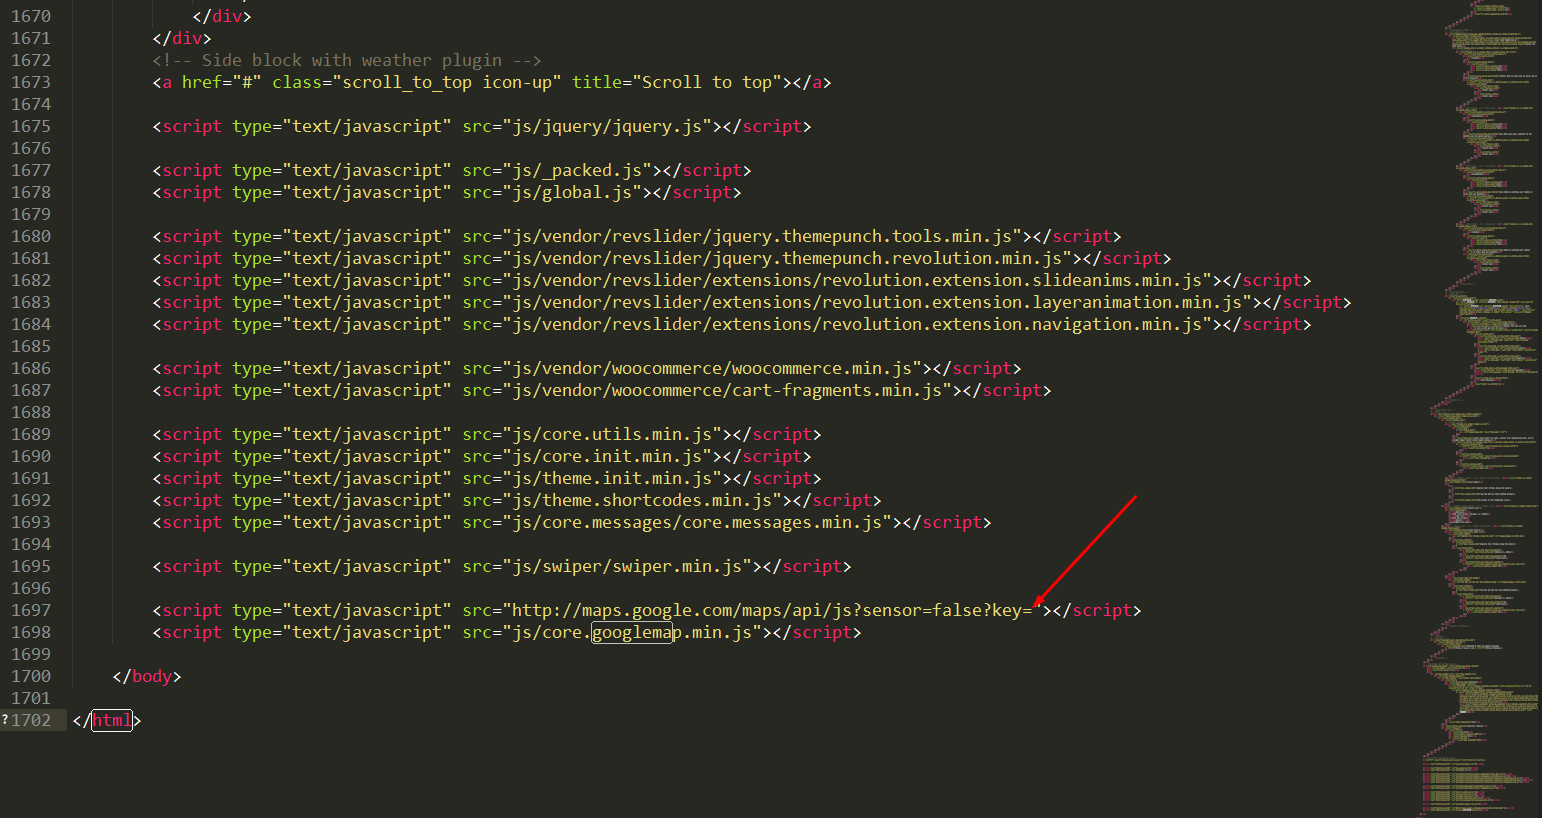 1670 </div>
1671 </div>
1672 <!-- Side block with weather plugin -->
1673 <a href="#" class="scroll_to_top icon-up" title="Scroll to top"></a>
1674
1675 <script type="text/javascript" src="js/jquery/jquery.js"></script>
1676
1677 <script type="text/javascript" src="js/_packed.js"></script>
1678 <script type="text/javascript" src="js/global.js"></script>
1679
1680 <script type="text/javascript" src="js/vendor/revslider/jquery.themepunch.tools.min.js"></script>
1681 <script type="text/javascript" src="js/vendor/revslider/jquery.themepunch.revolution.min.js"></script>
1682 <script type="text/javascript" src="js/vendor/revslider/extensions/revolution.extension.slideanims.min.js"></script>
1683 <script type="text/javascript" src="js/vendor/revslider/extensions/revolution.extension.layeranimation.min.js"></script>
1684 <script type="text/javascript" src="js/vendor/revslider/extensions/revolution.extension.navigation.min.js"></script>
1685
1686 <script type="text/javascript" src="js/vendor/woocommerce/woocommerce.min.js"></script>
1687 <script type="text/javascript" src="js/vendor/woocommerce/cart-fragments.min.js"></script>
1688
1689 <script type="text/javascript" src="js/core.utils.min.js"></script>
1690 <script type="text/javascript" src="js/core.init.min.js"></script>
1691 <script type="text/javascript" src="js/theme.init.min.js"></script>
1692 <script type="text/javascript" src="js/theme.shortcodes.min.js"></script>
1693 <script type="text/javascript" src="js/core.messages/core.messages.min.js"></script>
1694
1695 <script type="text/javascript" src="js/swiper/swiper.min.js"></script>
1696
1697 <script type="text/javascript" src="http://maps.google.com/maps/api/js?sensor=false?key="></script>
1698 <script type="text/javascript" src="js/core.googlemap.min.js"></script>
1699
1700 </body>
1701
?1702 </html>